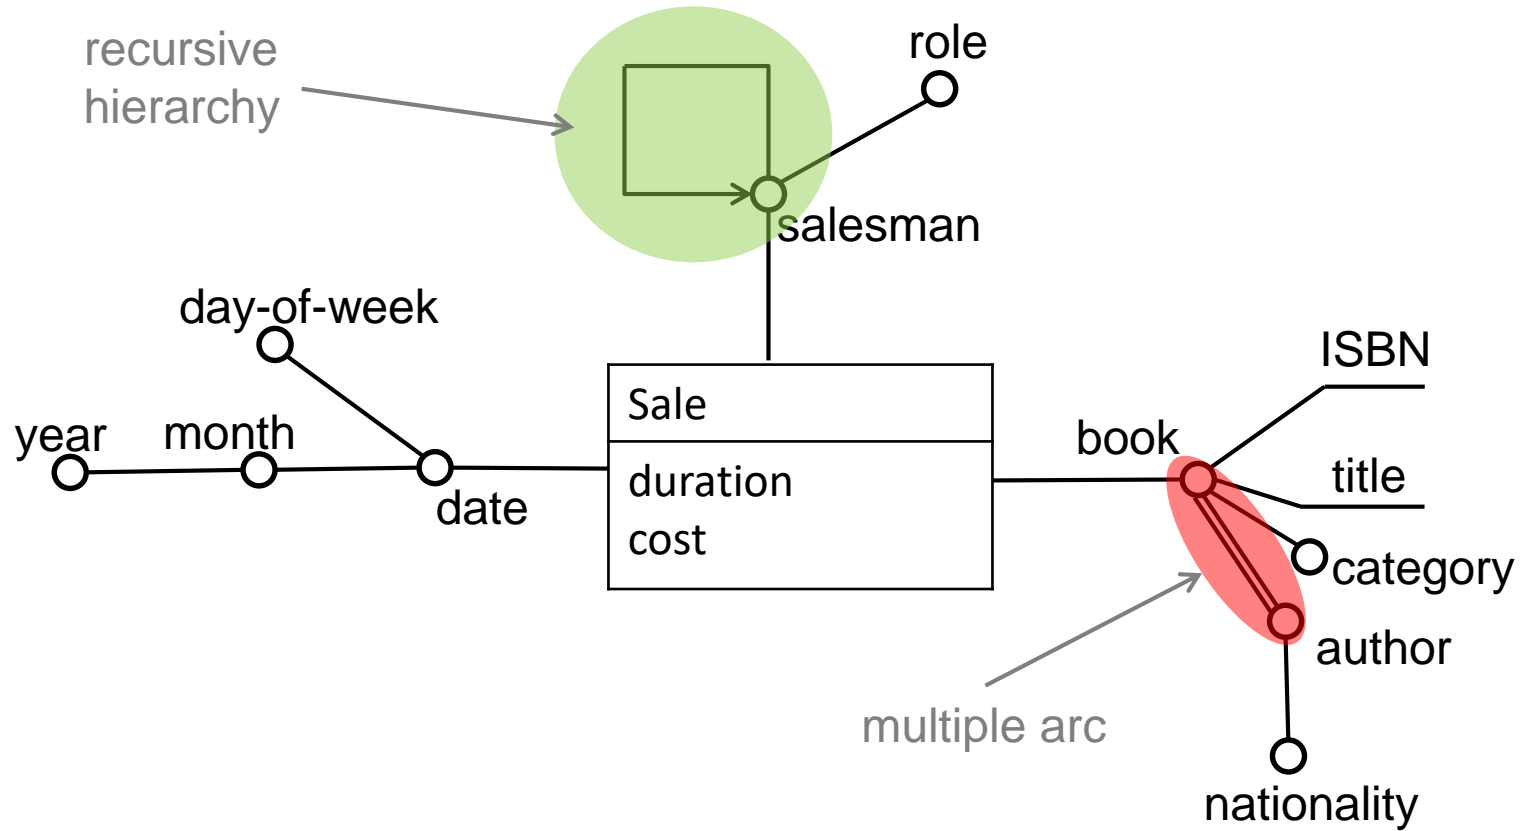 recursive
hierarchy
role
salesman
day-of-week
year
month
date
Sale
duration
cost
book
ISBN
title
category
author
multiple arc
nationality